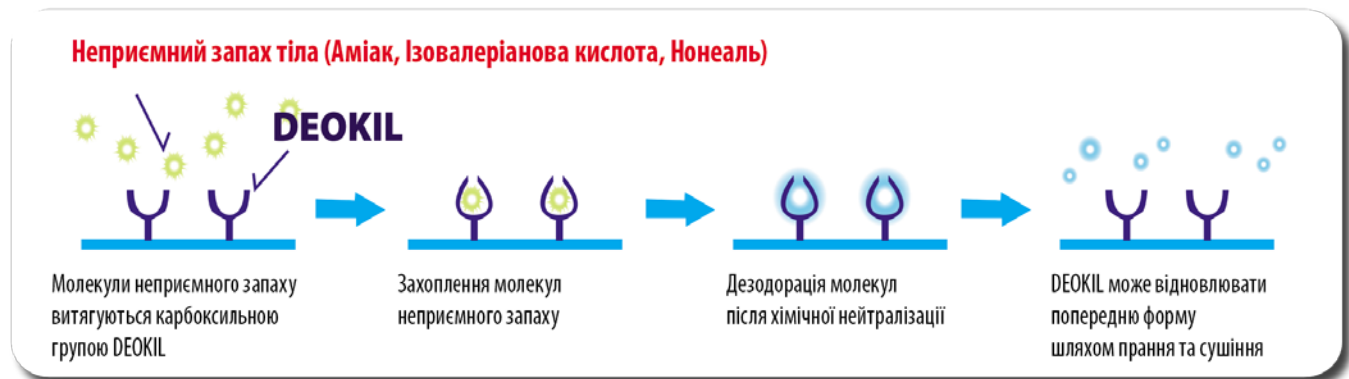 Неприємний запах тіла (Аміак, Ізовалеріанова кислота, Нонеаль)
DEOKIL
Молекули неприємного запаху
витягуються карбоксильною
групою DEOKIL
Захоплення молекул
неприємного запаху
Дезодорація молекул
після хімічної нейтралізації
DEOKIL може відновлювати
попередню форму
шляхом прання та сушіння